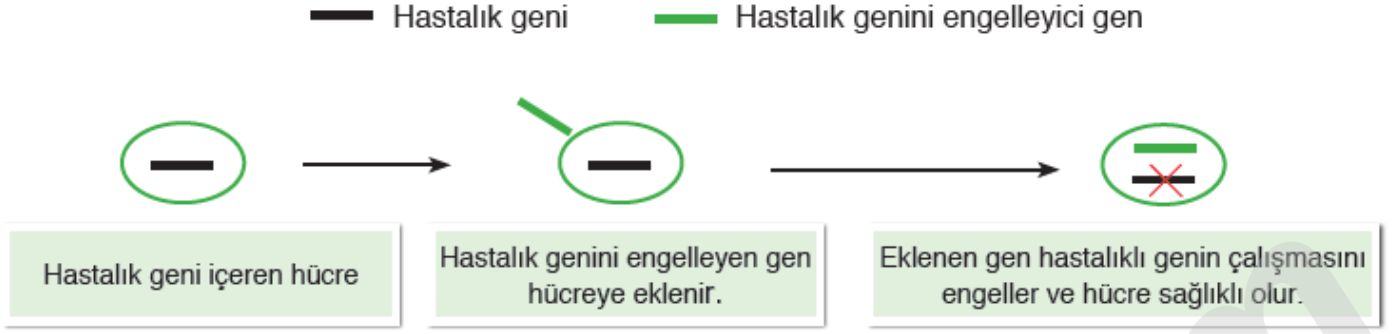 Hastalık geni
Hastalık genini engelleyici gen
Hastalık geni içeren hücre
Hastalık genini engelleyen gen
hücreye eklenir.
Eklenen gen hastalıklı genin çalışmasını
engeller ve hücre sağlıklı olur.